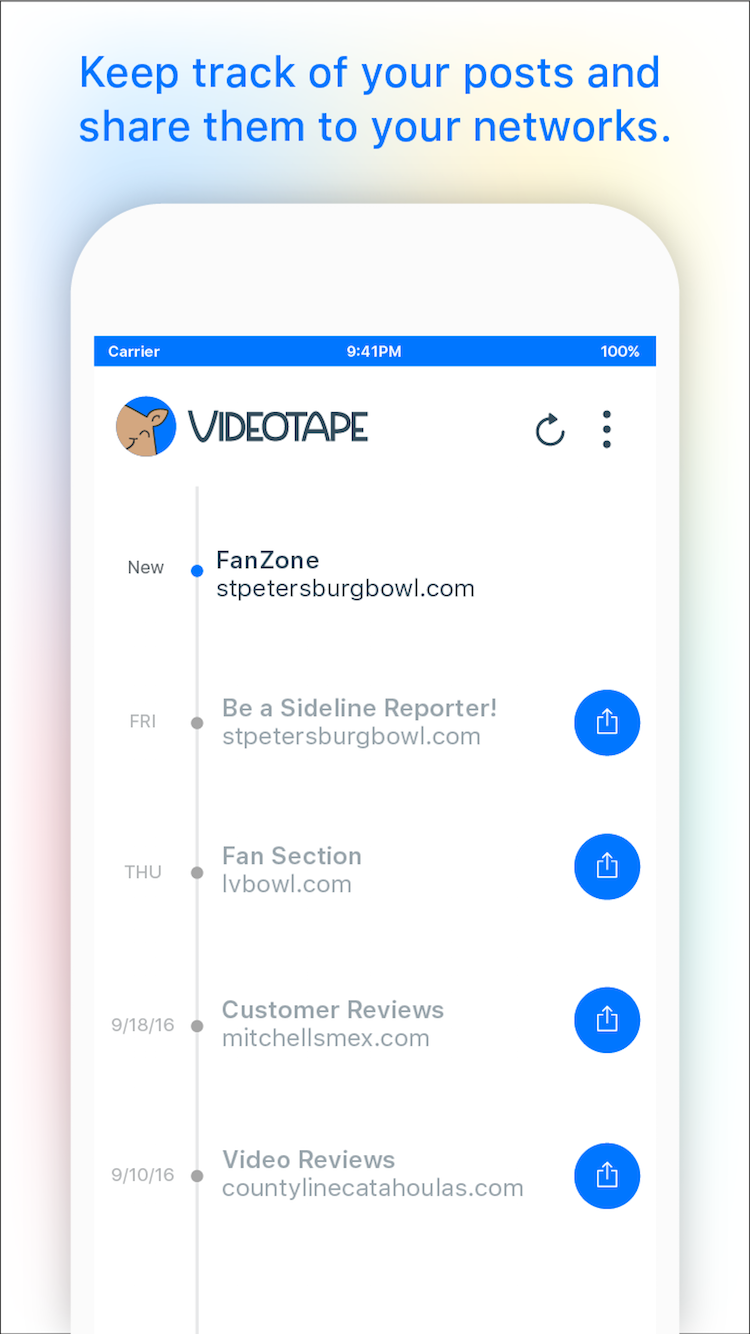 Keep track of your posts and
share them to your networks.
Carrier 9:41PM 100%
VIDEOTAPE
New
FanZone
stpetersburgbowl.com
FRI
Be a Sideline Reporter!
stpetersburgbowl.com
THU
Fan Section
lvbowl.com
9/18/16
Customer Reviews
mitchellsmex.com
9/10/16
Video Reviews
countylinecatahoulas.com